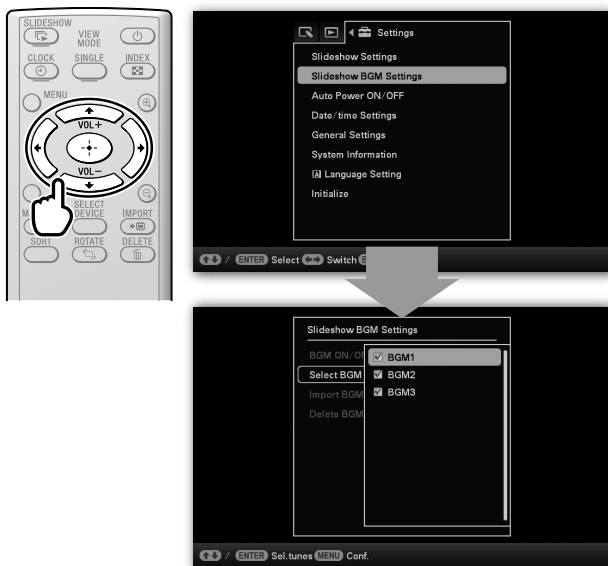 SLIDESHOW
VIEW
MODE
CLOCK SINGLE INDEX
MENU
VOL+
VOL−
SELECT
DEVICE IMPORT
SORT ROTATE DELETE
Settings
Slideshow Settings
Slideshow BGM Settings
Auto Power ON/OFF
Date/time Settings
General Settings
System Information
A Language Setting
Initialize
/ ENTER Select Switch
Slideshow BGM Settings
BGM ON/OF
Select BGM
Import BGM
Delete BGM
BGM1
BGM2
BGM3
/ ENTER Sel.tunes MENU Conf.